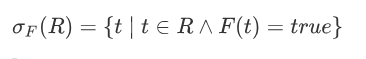 σ_F(R) = {t | t ∈ R ∧ F(t) = true}